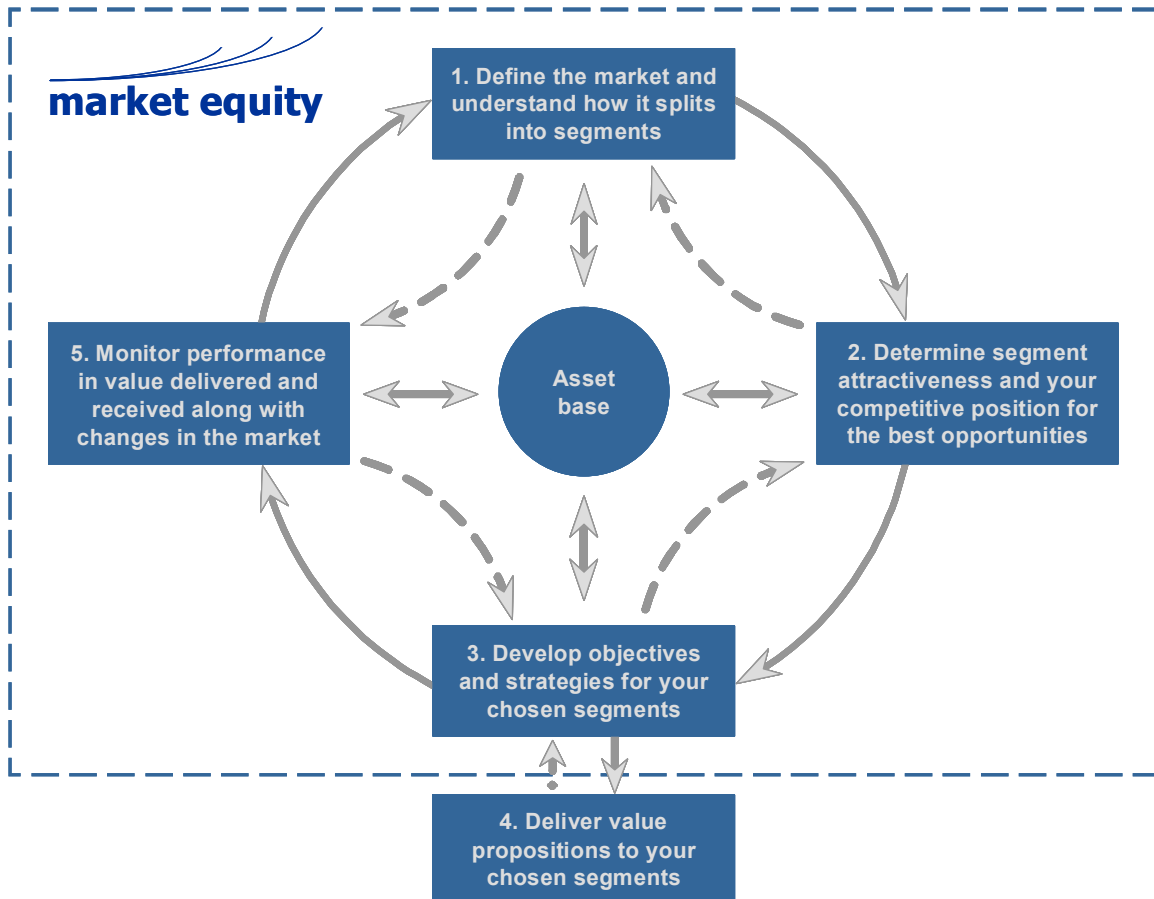 market equity
1. Define the market and
understand how it splits
into segments
5. Monitor performance
in value delivered and
received along with
changes in the market
Asset
base
2. Determine segment
attractiveness and your
competitive position for
the best opportunities
3. Develop objectives
and strategies for your
chosen segments
4. Deliver value
propositions to your
chosen segments